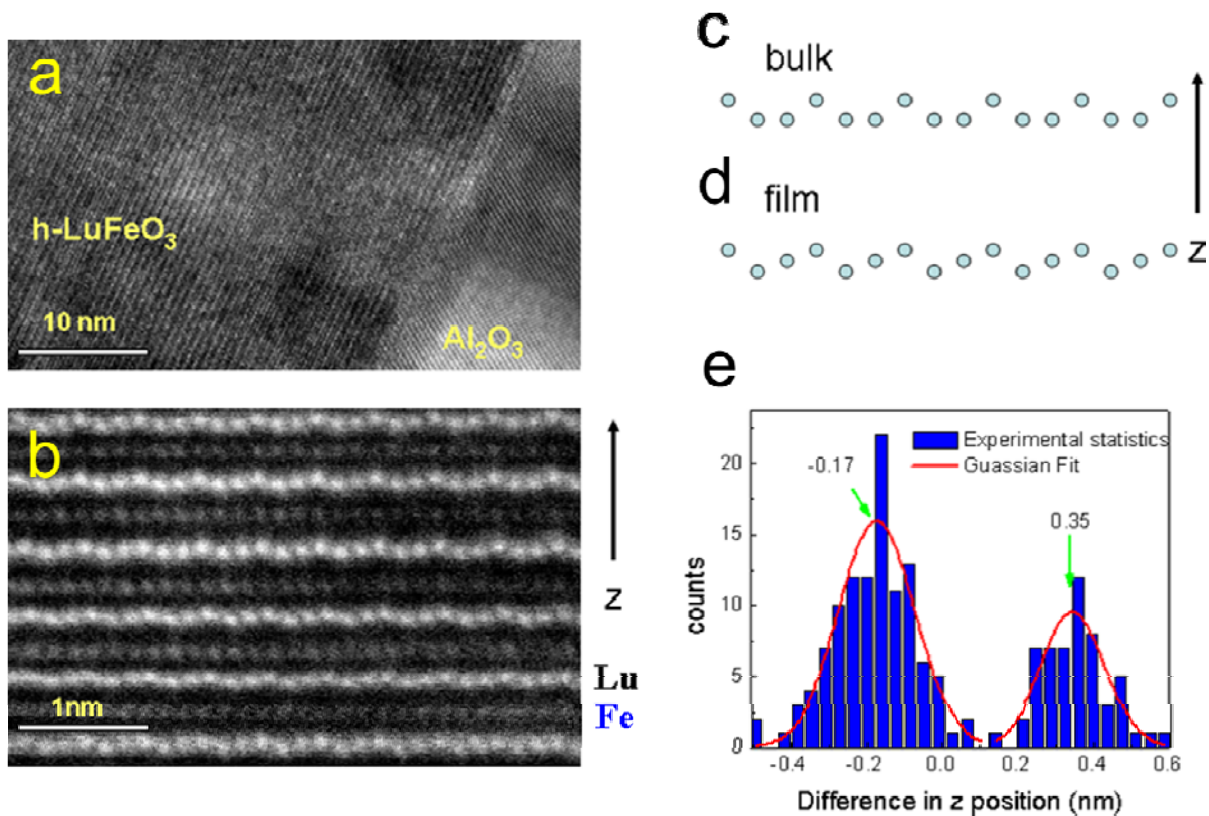 a
h-LuFeO3
10 nm
Al2O3
b
z
Lu
Fe
1nm
c
bulk
d
film
z
e
Experimental statistics
Guassian Fit
-0.17
0.35
20
15
10
5
0
counts
-0.4 -0.2 0.0 0.2 0.4 0.6
Difference in z position (nm)